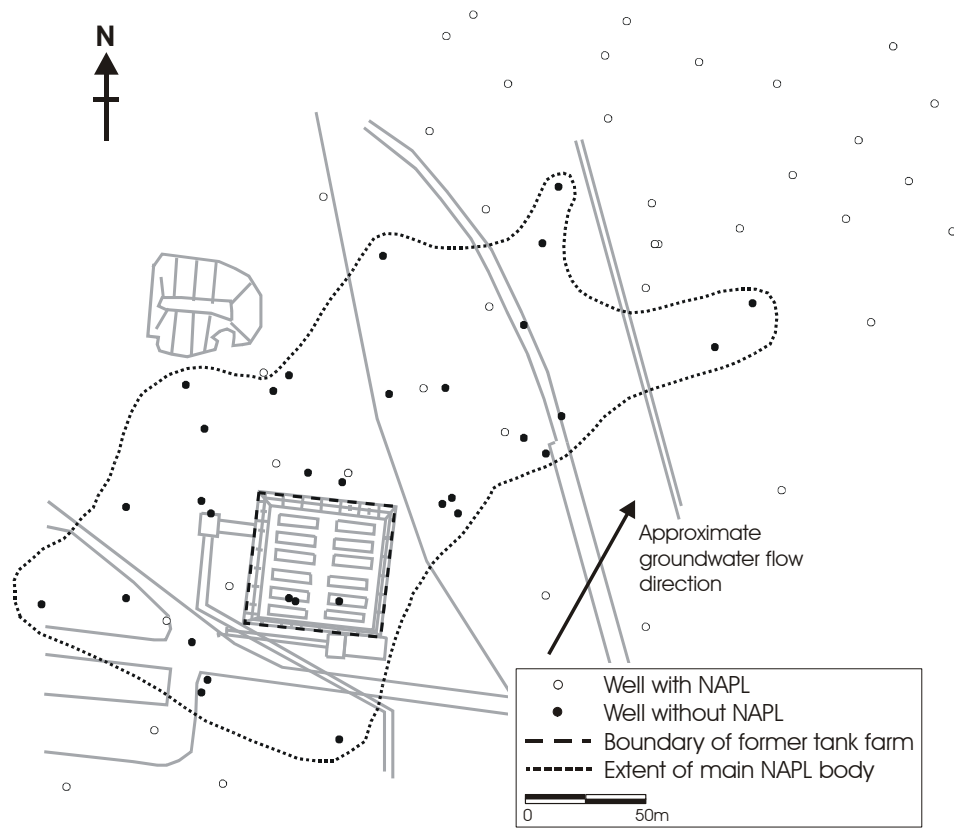 N
Approximate
groundwater flow
direction
Well with NAPL
Well without NAPL
Boundary of former tank farm
Extent of main NAPL body
0 50m